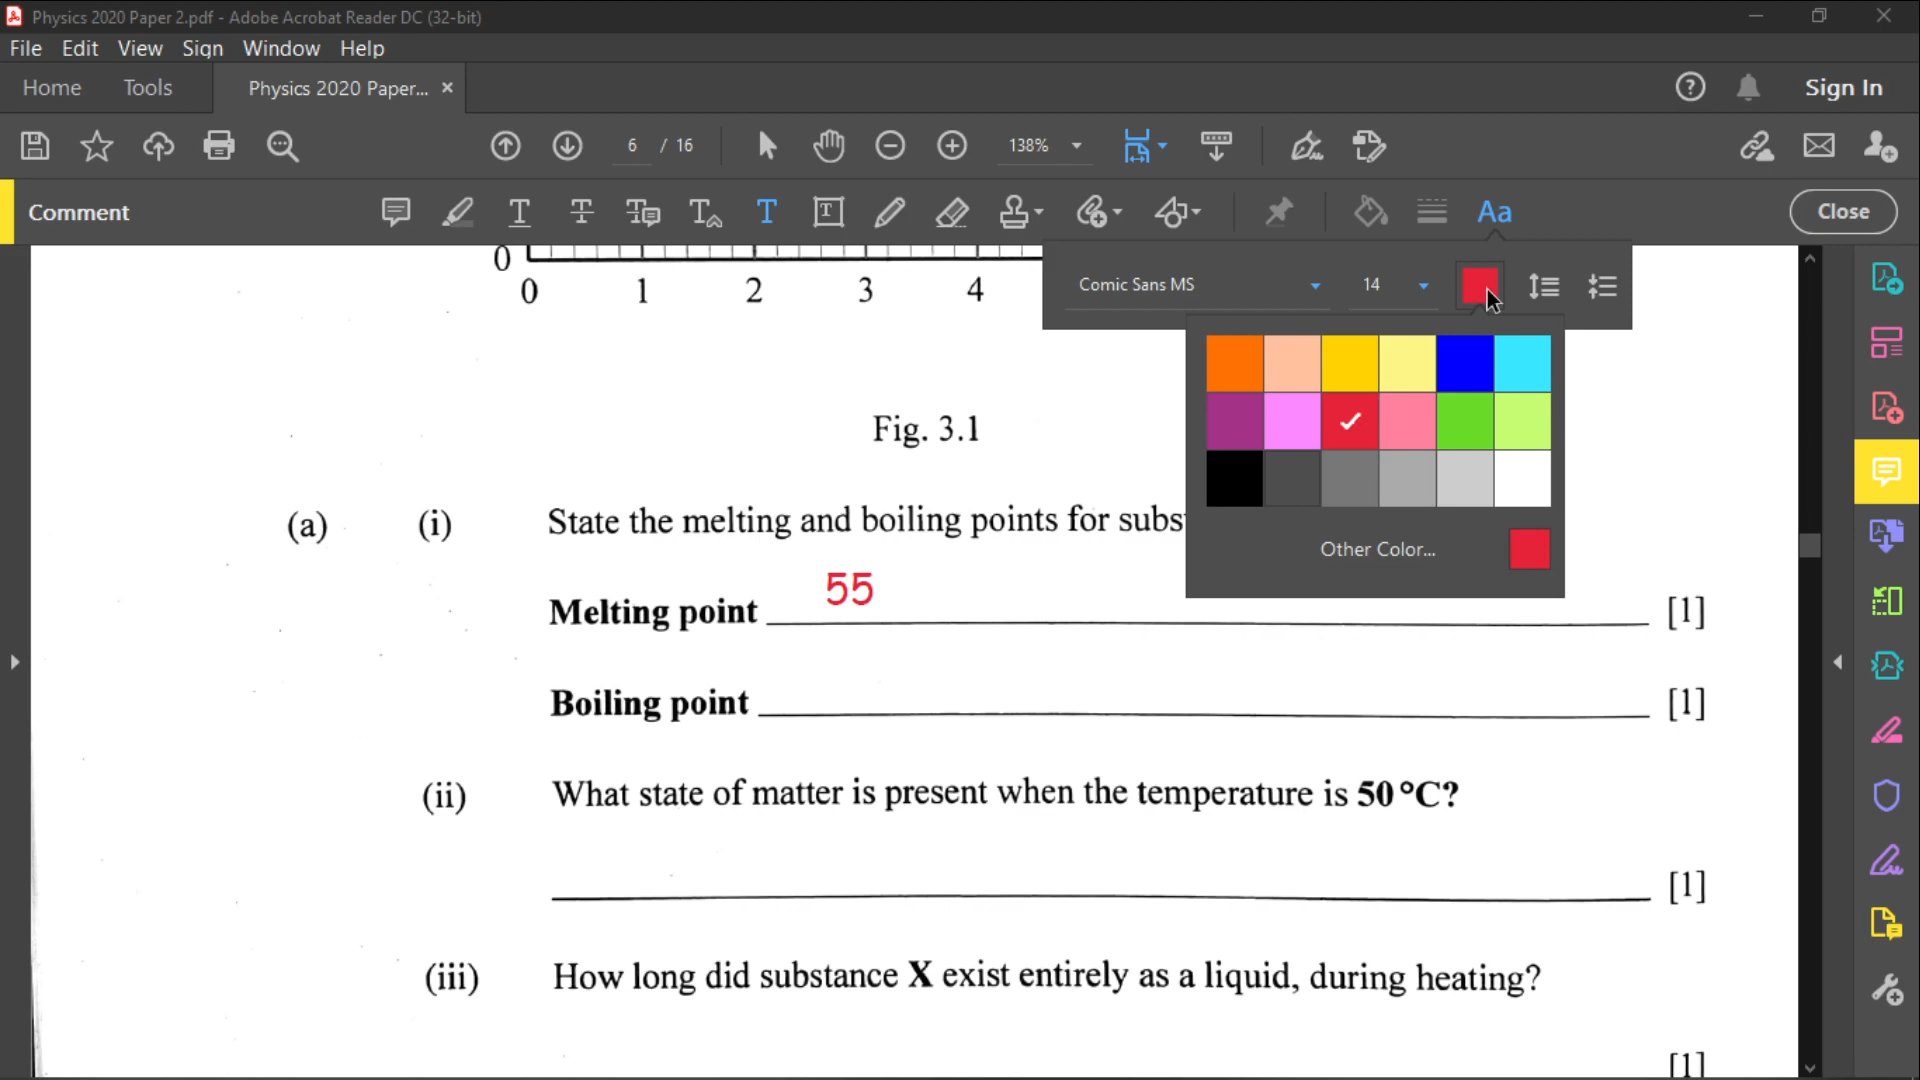 Physics 2020 Paper 2.pdf - Adobe Acrobat Reader DC (32-bit)
File Edit View Sign Window Help
Home Tools Physics 2020 Paper... × Sign In
6 / 16 138%
Comment Aa Close
Comic Sans MS 14
Other Color...
0
0 1 2 3 4
Fig. 3.1
(a) (i) State the melting and boiling points for subs
55
Melting point [1]
Boiling point [1]
(ii) What state of matter is present when the temperature is 50 °C?
[1]
(iii) How long did substance X exist entirely as a liquid, during heating?
[1]